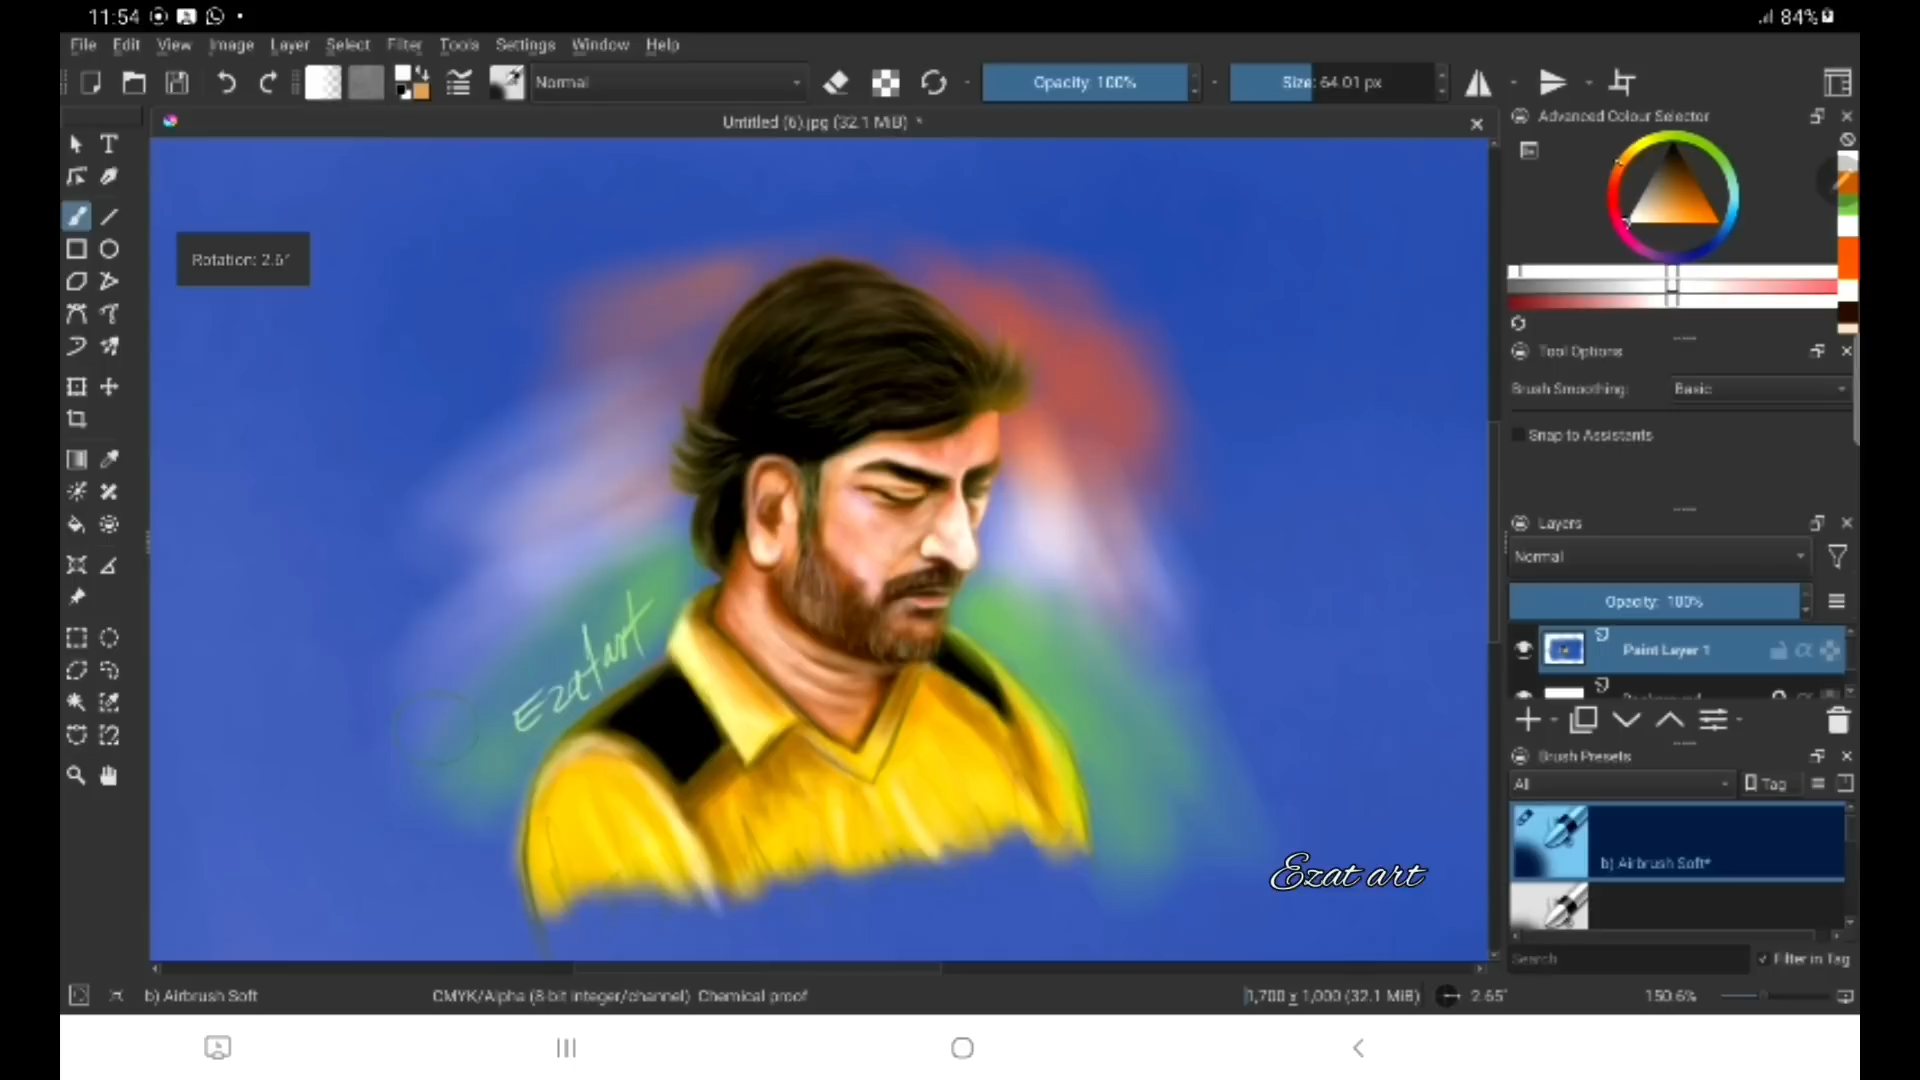 11:54
84%
File Edit View Image Layer Select Filter Tools Settings Window Help
Normal
Opacity: 100%
Size: 64.01 px
Untitled (6).jpg (32.1 MiB) *
Advanced Colour Selector
Rotation: 2.6°
Tool Options
Brush Smoothing: Basic
Snap to Assistants
Layers
Normal
Opacity: 100%
Paint Layer 1
Background
Ezat art
Brush Presets
All
Tag
b) Airbrush Soft*
Ezat art
Search
Filter in Tag
b) Airbrush Soft
CMYK/Alpha (8-bit integer/channel) Chemical proof
1,700 x 1,000 (32.1 MiB)
2.65°
150.6%